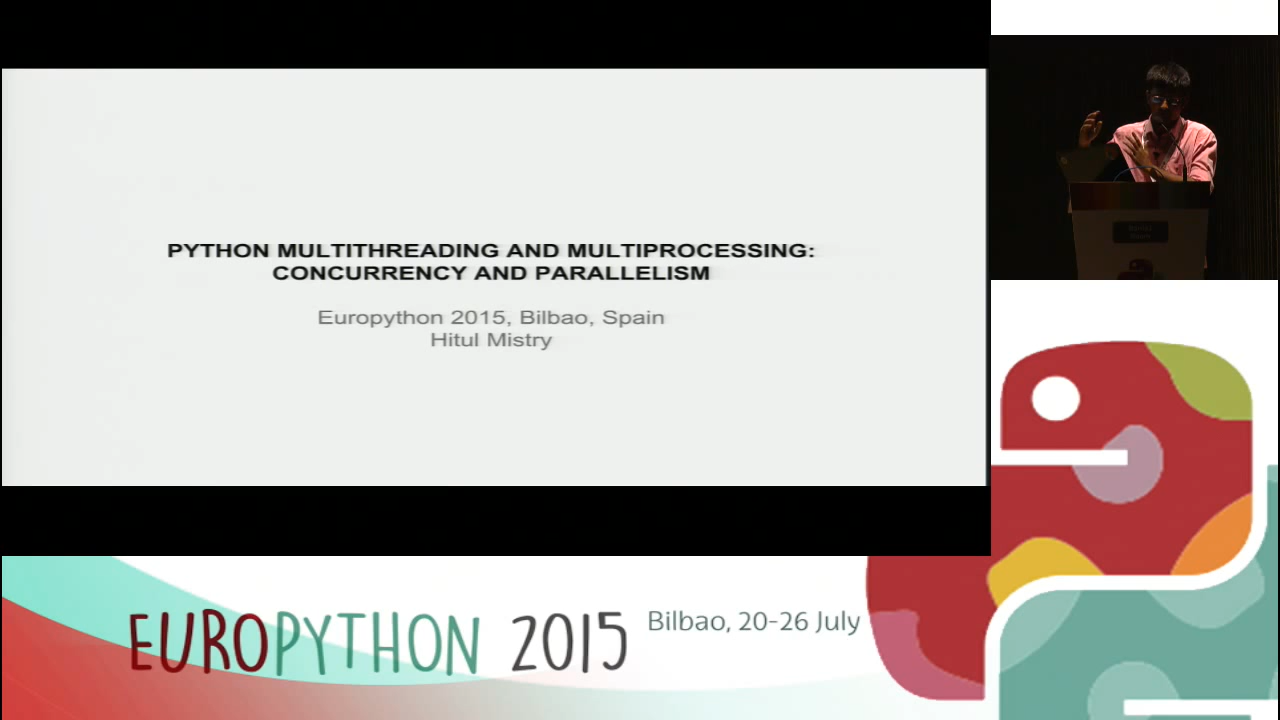 PYTHON MULTITHREADING AND MULTIPROCESSING:
CONCURRENCY AND PARALLELISM
Europython 2015, Bilbao, Spain
Hitul Mistry
EUROPYTHON 2015
Bilbao, 20-26 July